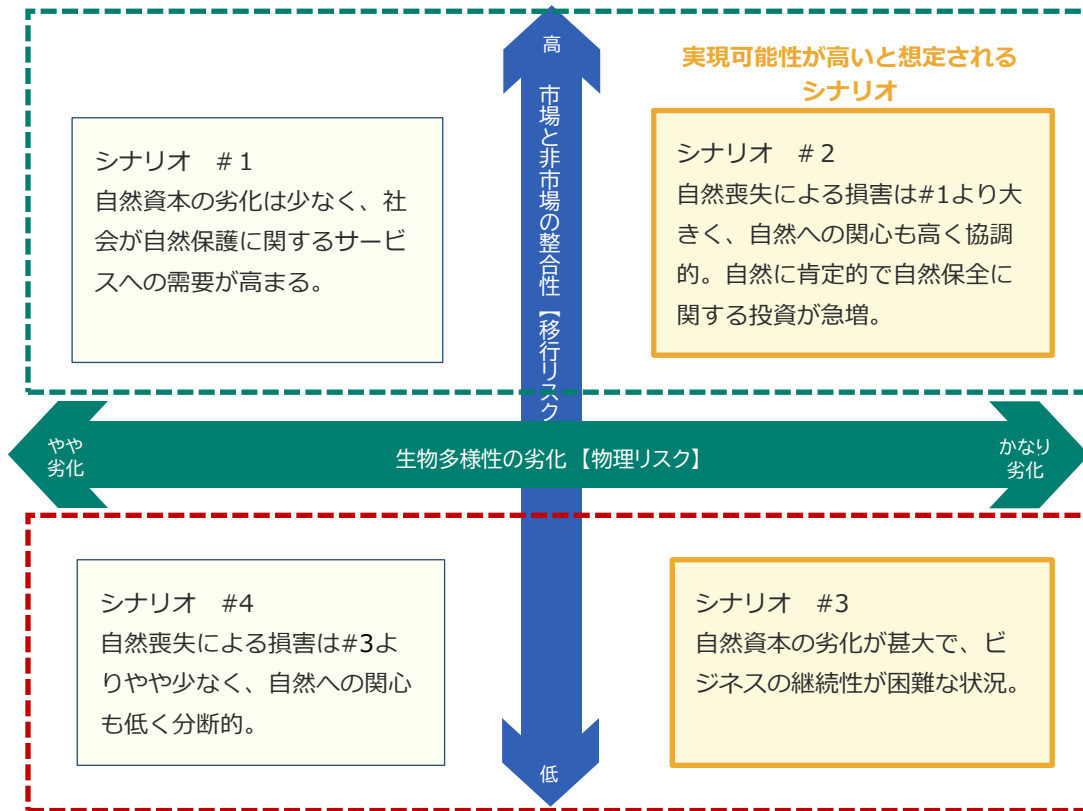 高
実現可能性が高いと想定される
シナリオ
市場と非市場の整合性【移行リスク
シナリオ　＃１
自然資本の劣化は少なく、社
会が自然保護に関するサービ
スへの需要が高まる。
シナリオ　＃２
自然喪失による損害は#1より大
きく、自然への関心も高く協調
的。自然に肯定的で自然保全に
関する投資が急増。
やや
劣化
生物多様性の劣化【物理リスク】
かなり
劣化
シナリオ　#4
自然喪失による損害は#3よ
りやや少なく、自然への関心
も低く分断的。
シナリオ　#3
自然資本の劣化が甚大で、ビ
ジネスの継続性が困難な状況。
低